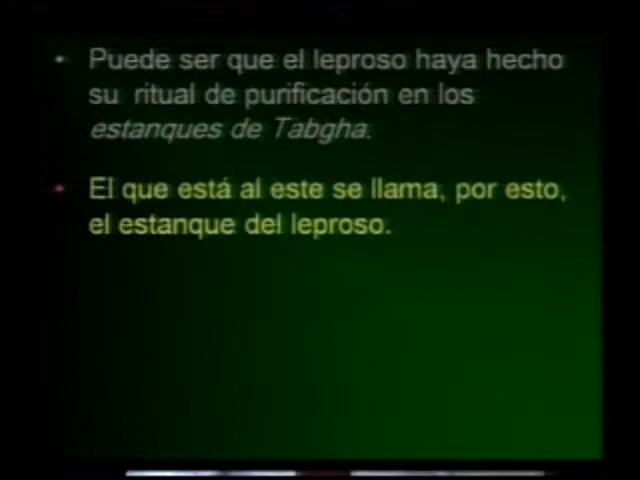 • Puede ser que el leproso haya hecho
su ritual de purificación en los
estanques de Tabgha.
• El que está al este se llama, por esto,
el estanque del leproso.